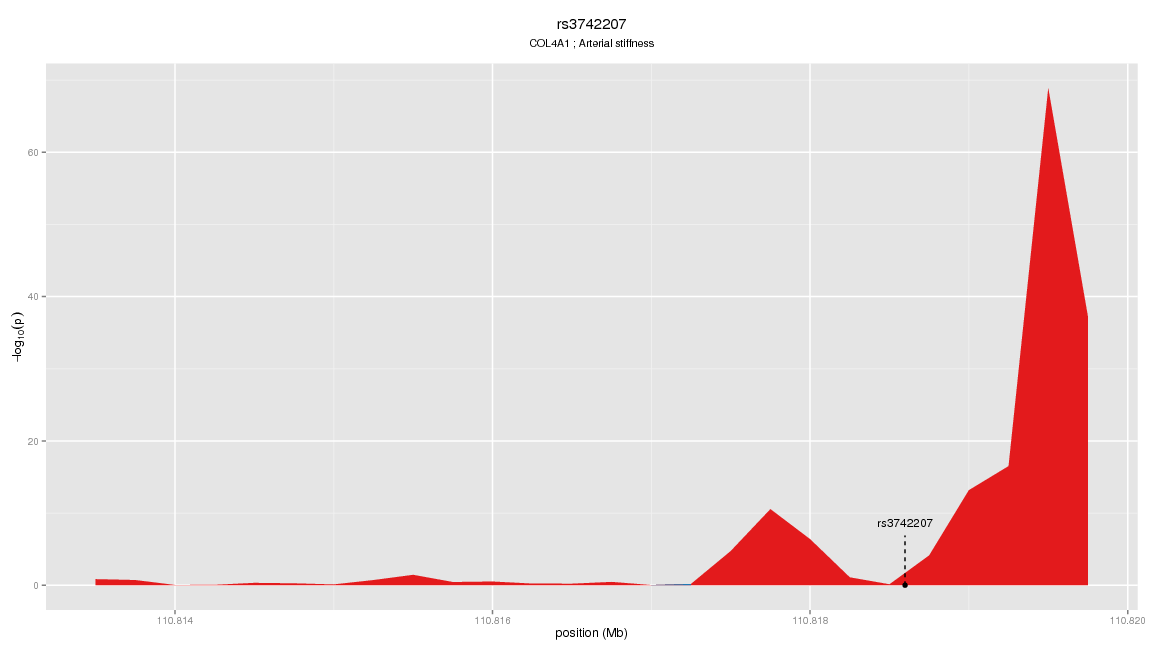 rs3742207
COL4A1 ; Arterial stiffness
60
40
20
0
−log10(p)
rs3742207
110.814
110.816
110.818
110.820
position (Mb)